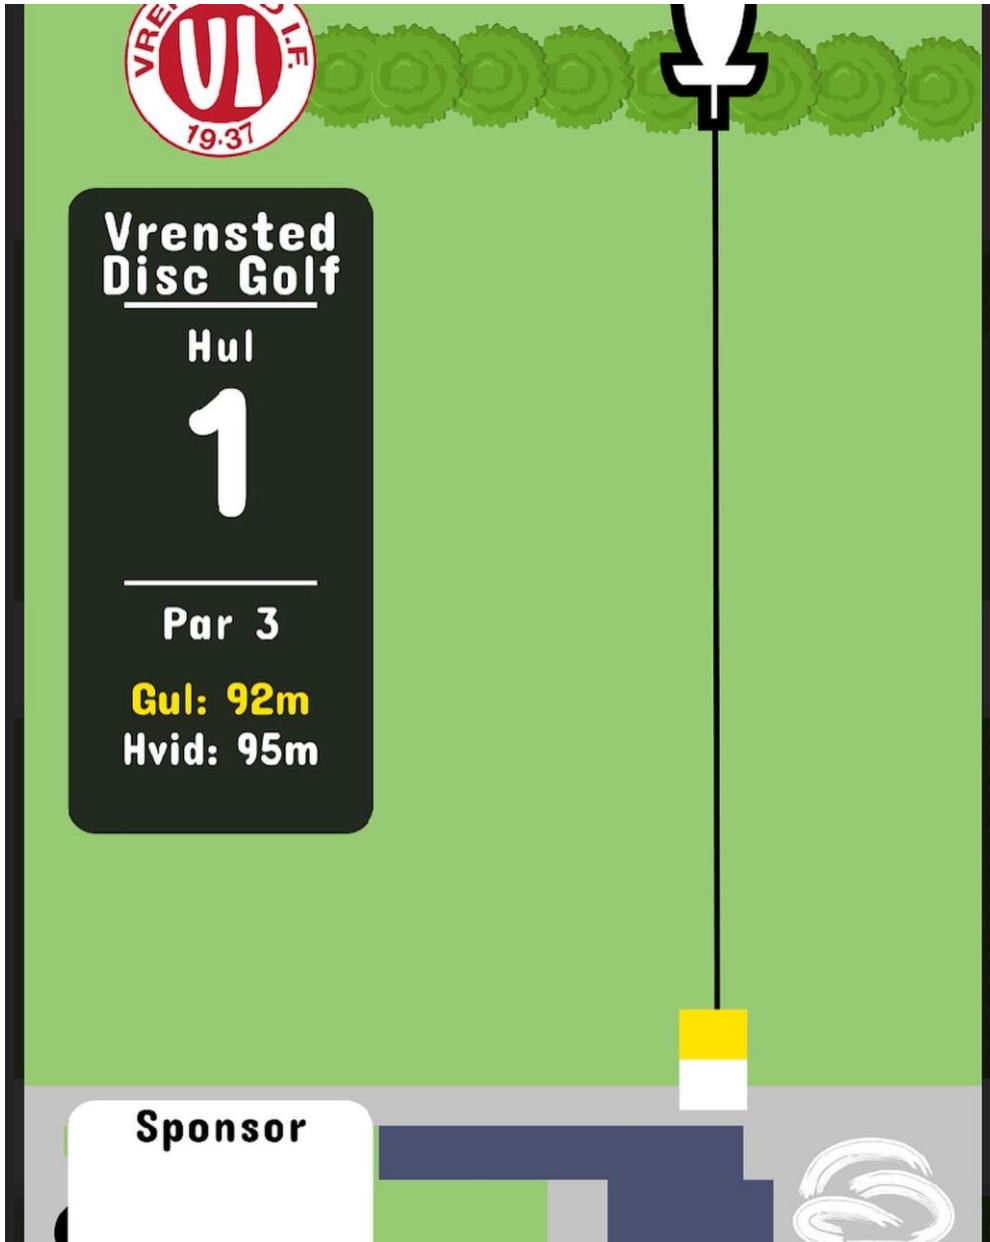 VI
19·37
Vrensted
Disc Golf
Hul
1
Par 3
Gul: 92m
Hvid: 95m
Sponsor